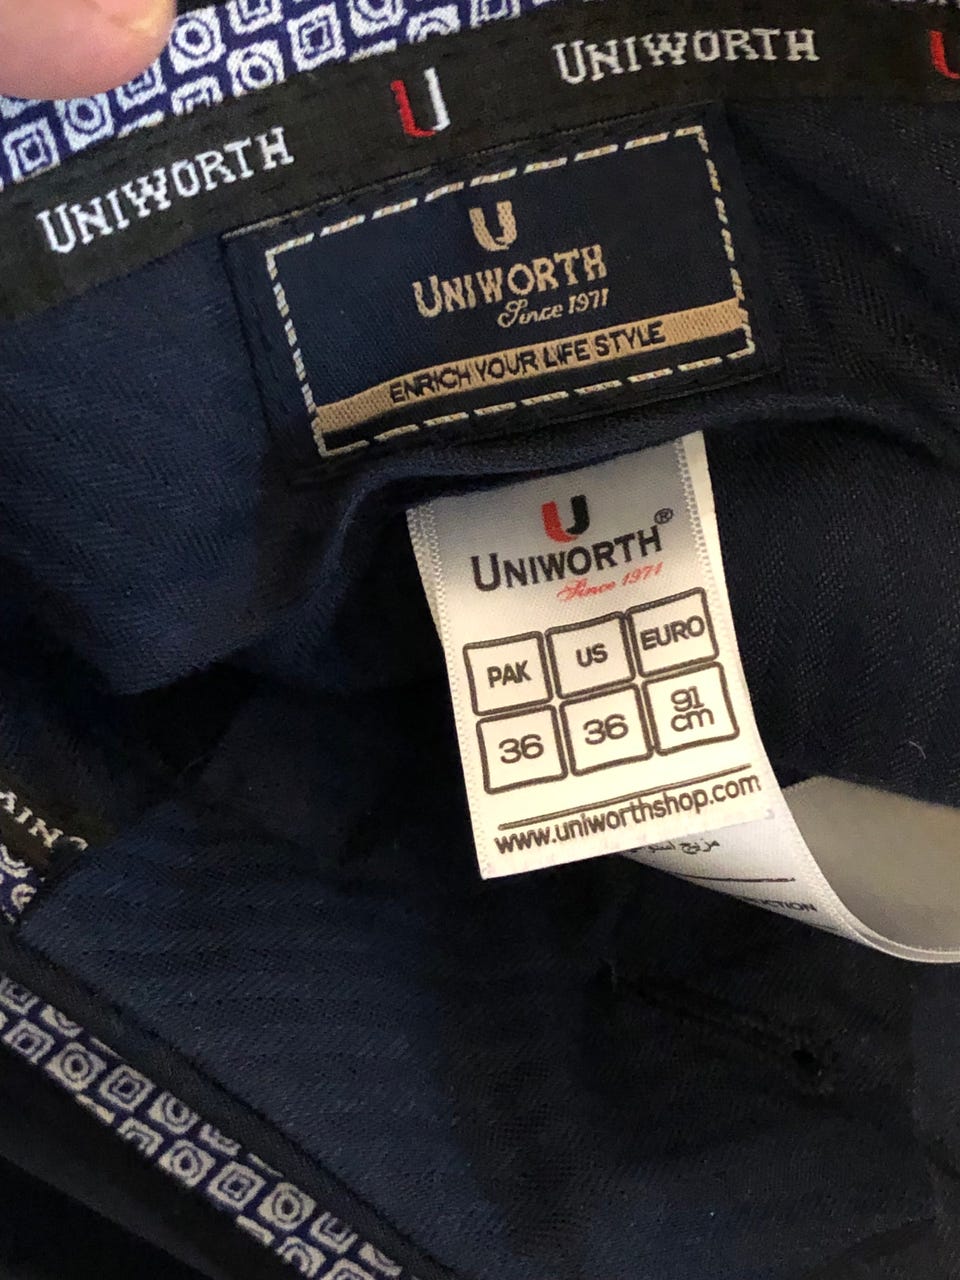 UNIWORTH
UNIWORTH
U
UNIWORTH
Since 1971
ENRICH YOUR LIFE STYLE
U
UNIWORTH®
Since 1971
PAK US EURO
36 36 91 cm
www.uniworthshop.com